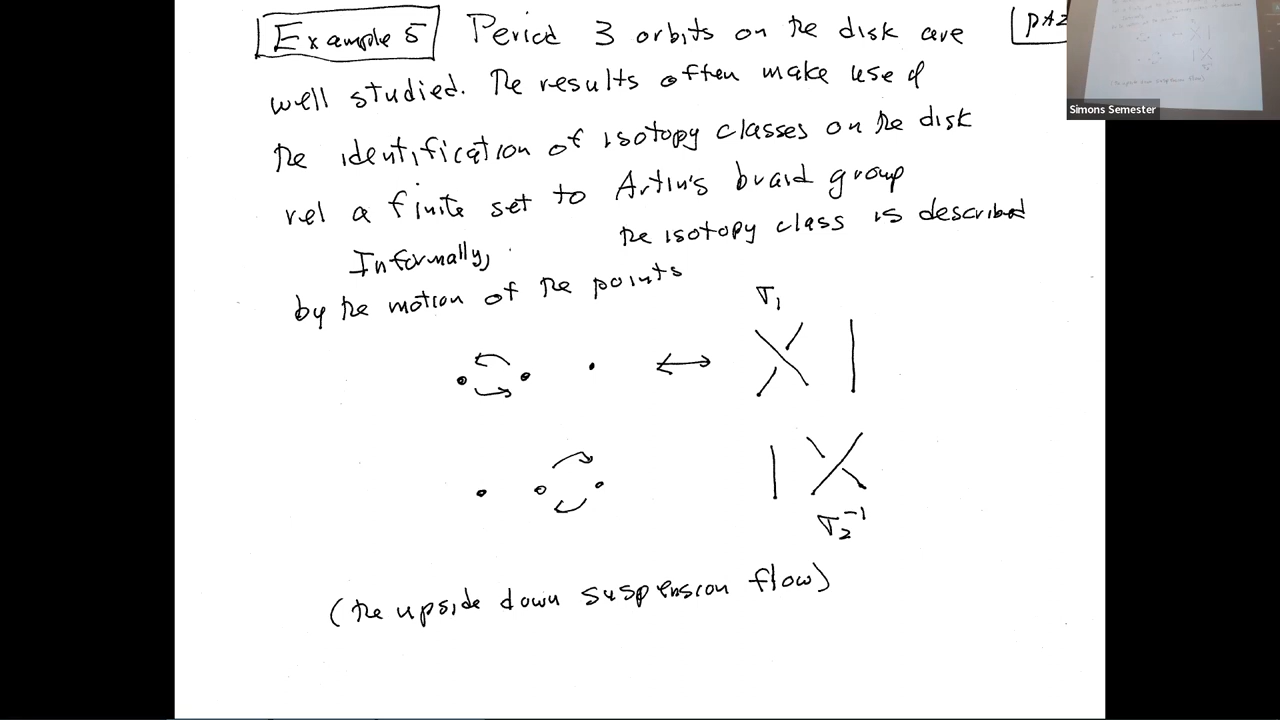 Example 5 Period 3 orbits on the disk are
well studied. The results often make use of
the identification of isotopy classes on the disk
rel a finite set to Artin's braid group
Informally, the isotopy class is described
by the motion of the points
σ₁
σ₂⁻¹
(the upside down suspension flow)
Simons Semester